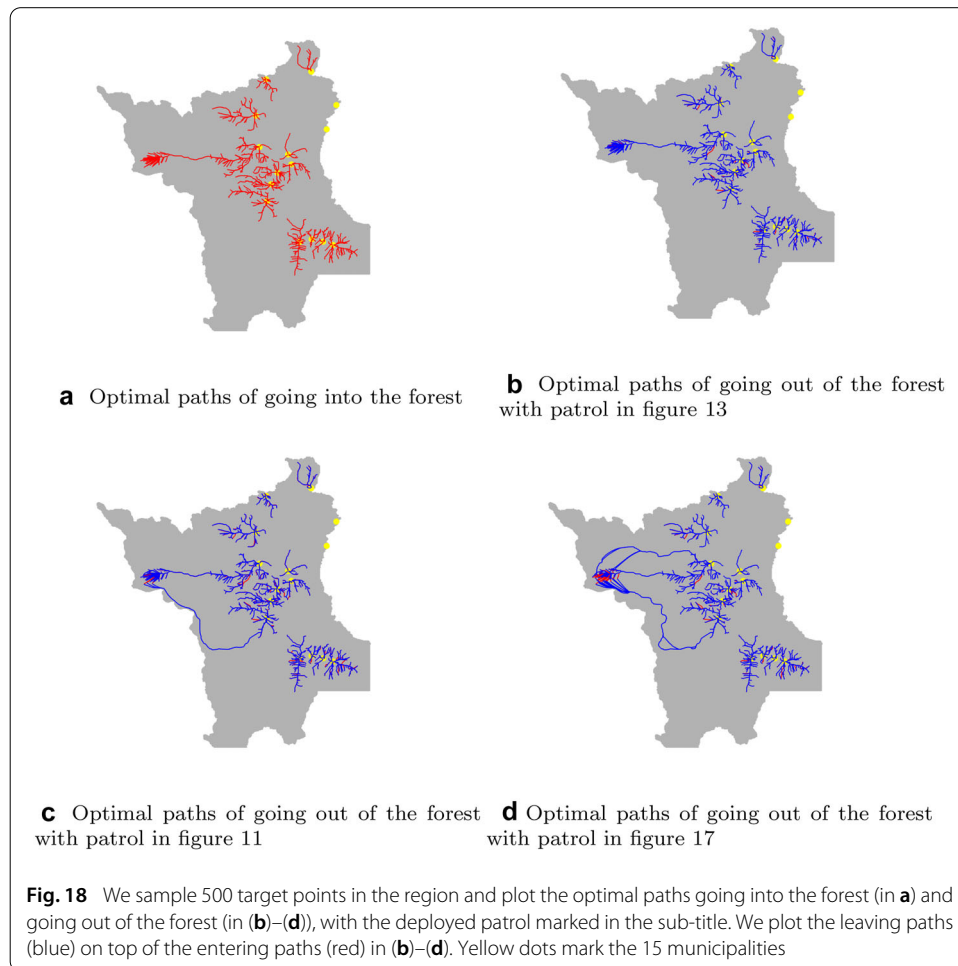 a Optimal paths of going into the forest
b Optimal paths of going out of the forest
with patrol in figure 13
c Optimal paths of going out of the forest
with patrol in figure 11
d Optimal paths of going out of the forest
with patrol in figure 17
Fig. 18 We sample 500 target points in the region and plot the optimal paths going into the forest (in a) and
going out of the forest (in (b)–(d)), with the deployed patrol marked in the sub-title. We plot the leaving paths
(blue) on top of the entering paths (red) in (b)–(d). Yellow dots mark the 15 municipalities